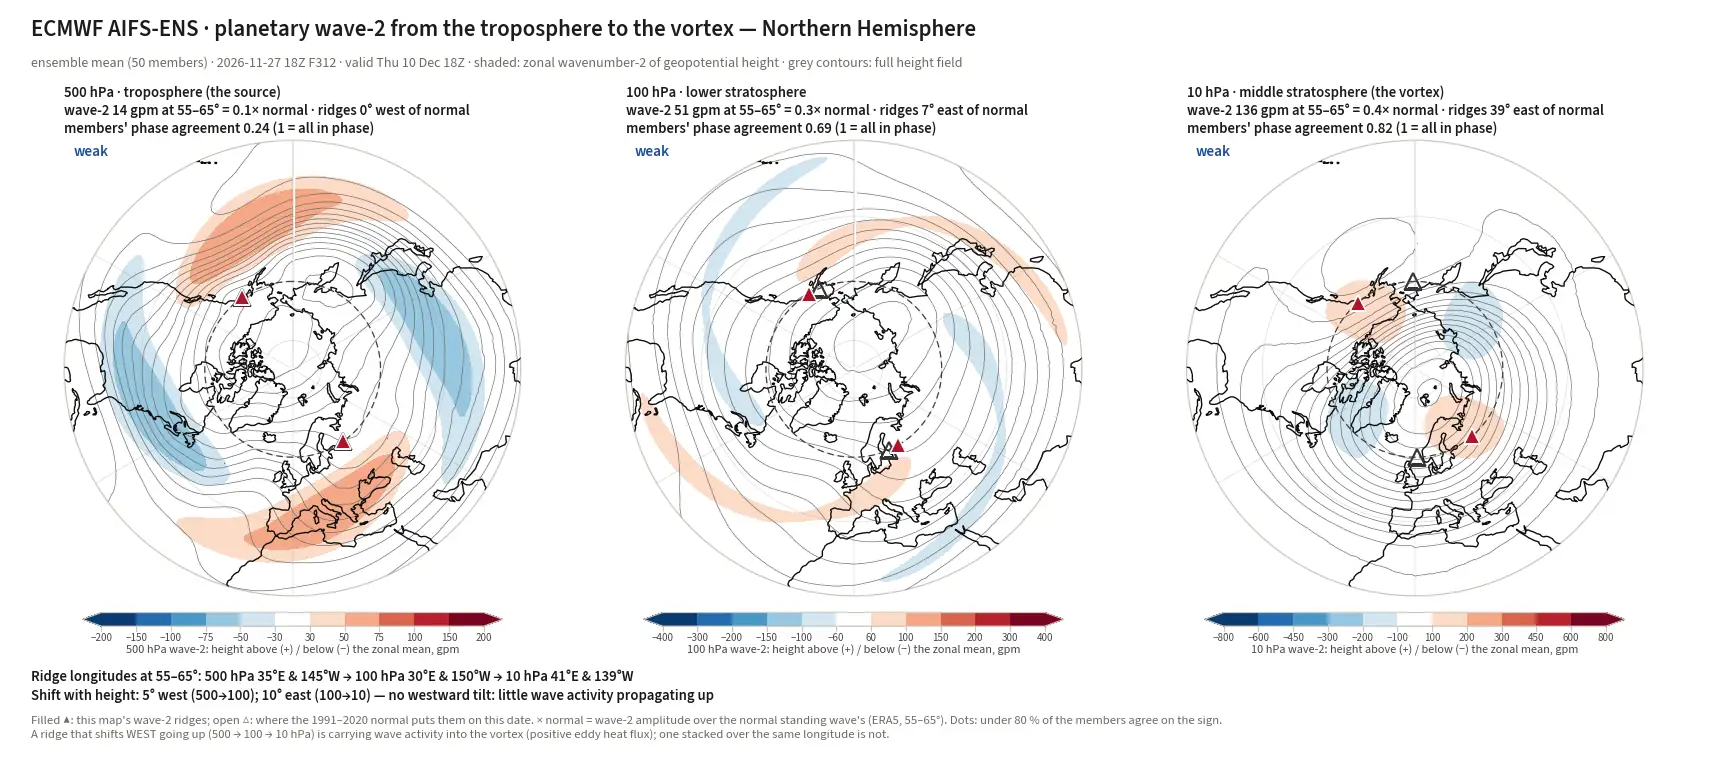 ECMWF AIFS-ENS · planetary wave-2 from the troposphere to the vortex — Northern Hemisphere
ensemble mean (50 members) · 2026-11-27 18Z F312 · valid Thu 10 Dec 18Z · shaded: zonal wavenumber-2 of geopotential height · grey contours: full height field
500 hPa · troposphere (the source)
wave-2 14 gpm at 55–65° = 0.1× normal · ridges 0° west of normal
members' phase agreement 0.24 (1 = all in phase)
weak
100 hPa · lower stratosphere
wave-2 51 gpm at 55–65° = 0.3× normal · ridges 7° east of normal
members' phase agreement 0.69 (1 = all in phase)
weak
10 hPa · middle stratosphere (the vortex)
wave-2 136 gpm at 55–65° = 0.4× normal · ridges 39° east of normal
members' phase agreement 0.82 (1 = all in phase)
weak
−200 −150 −100 −75 −50 −30 30 50 75 100 150 200
500 hPa wave-2: height above (+) / below (−) the zonal mean, gpm
−400 −300 −200 −150 −100 −60 60 100 150 200 300 400
100 hPa wave-2: height above (+) / below (−) the zonal mean, gpm
−800 −600 −450 −300 −200 −100 100 200 300 450 600 800
10 hPa wave-2: height above (+) / below (−) the zonal mean, gpm
Ridge longitudes at 55–65°: 500 hPa 35°E & 145°W → 100 hPa 30°E & 150°W → 10 hPa 41°E & 139°W
Shift with height: 5° west (500→100); 10° east (100→10) — no westward tilt: little wave activity propagating up
Filled ▲: this map's wave-2 ridges; open △: where the 1991–2020 normal puts them on this date. × normal = wave-2 amplitude over the normal standing wave's (ERA5, 55–65°). Dots: under 80 % of the members agree on the sign.
A ridge that shifts WEST going up (500 → 100 → 10 hPa) is carrying wave activity into the vortex (positive eddy heat flux); one stacked over the same longitude is not.